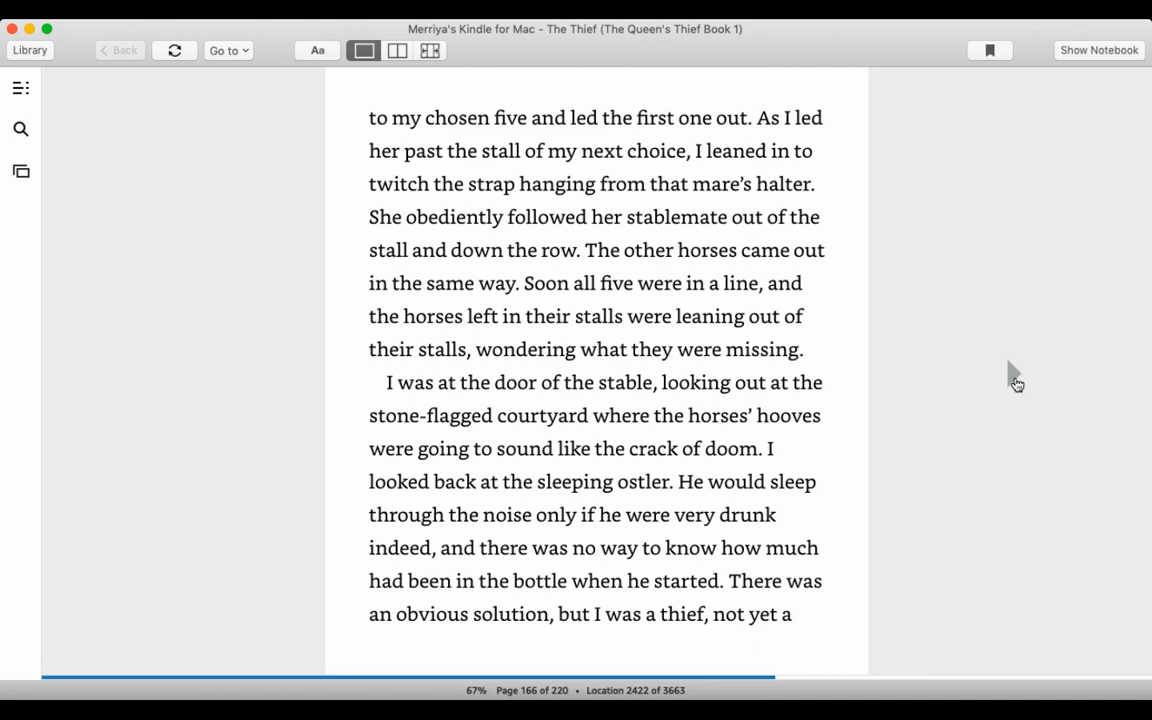 Merriya's Kindle for Mac - The Thief (The Queen's Thief Book 1)
Library
Back
Go to
Aa
Show Notebook
to my chosen five and led the first one out. As I led
her past the stall of my next choice, I leaned in to
twitch the strap hanging from that mare’s halter.
She obediently followed her stablemate out of the
stall and down the row. The other horses came out
in the same way. Soon all five were in a line, and
the horses left in their stalls were leaning out of
their stalls, wondering what they were missing.
I was at the door of the stable, looking out at the
stone-flagged courtyard where the horses’ hooves
were going to sound like the crack of doom. I
looked back at the sleeping ostler. He would sleep
through the noise only if he were very drunk
indeed, and there was no way to know how much
had been in the bottle when he started. There was
an obvious solution, but I was a thief, not yet a
67% Page 166 of 220 • Location 2422 of 3663